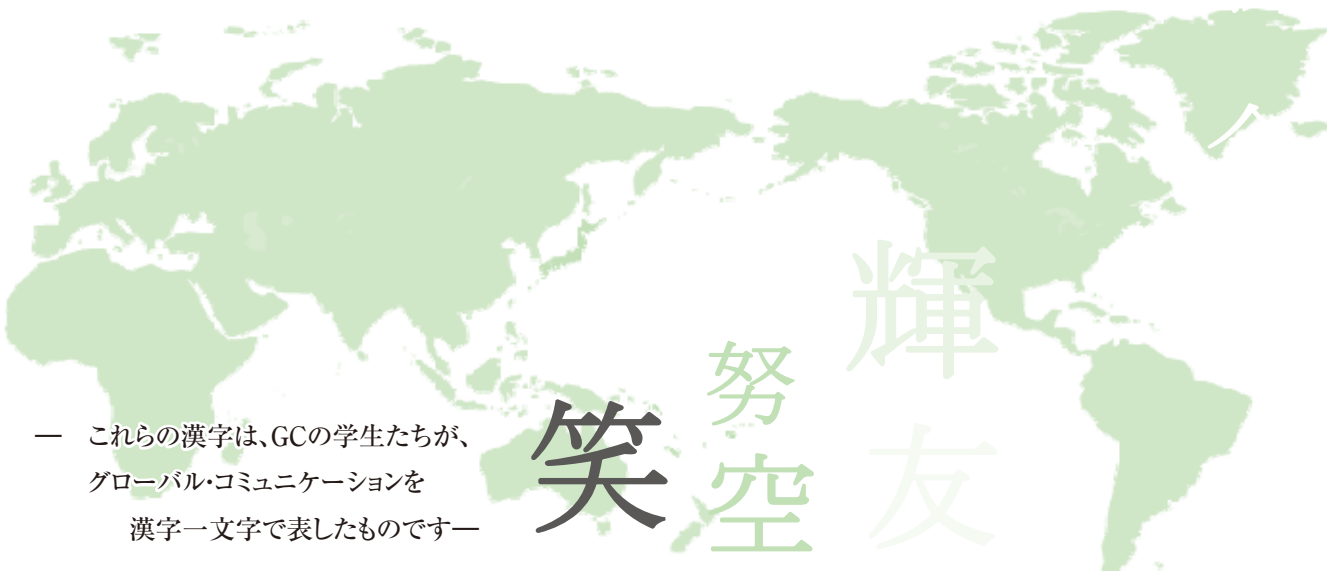 ― これらの漢字は、GCの学生たちが、
グローバル・コミュニケーションを
漢字一文字で表したものです―
笑
努
空
輝
友